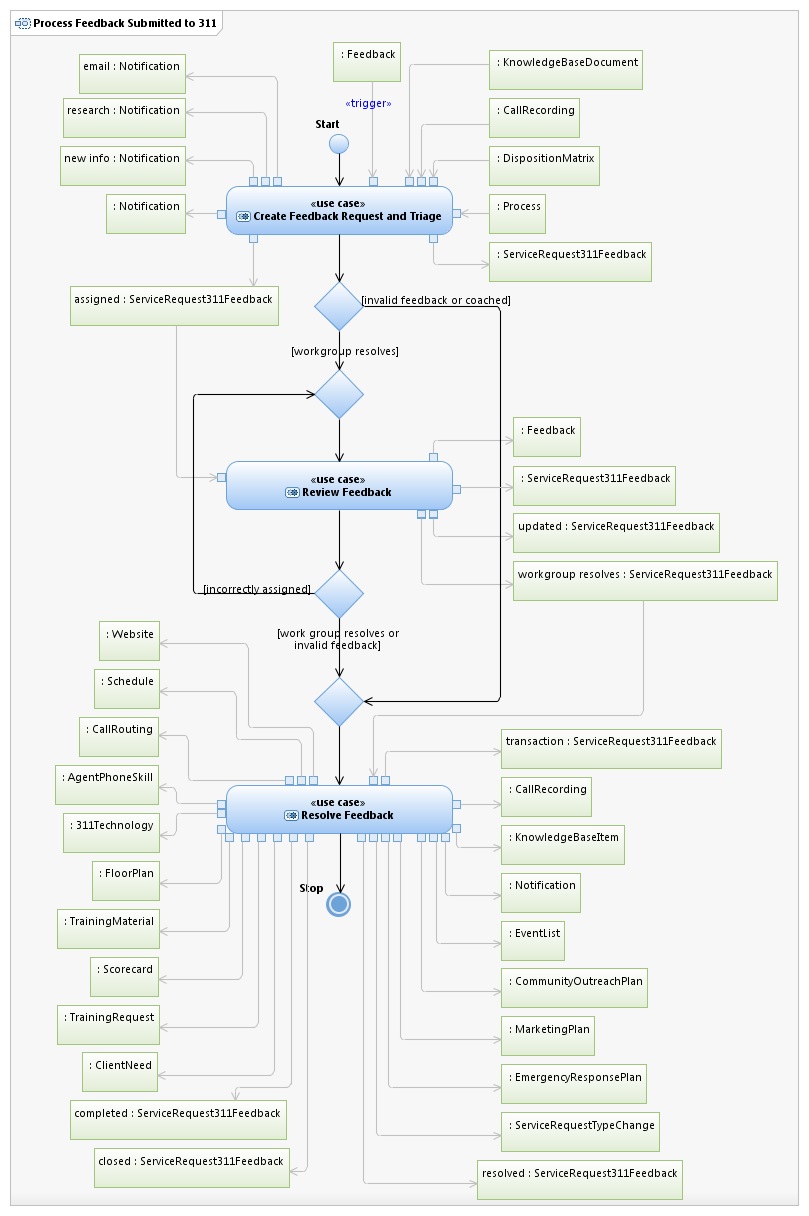 Process Feedback Submitted to 311
: Feedback
email : Notification
: KnowledgeBaseDocument
«trigger»
research : Notification
: CallRecording
Start
new info : Notification
: DispositionMatrix
«use case»
Create Feedback Request and Triage
: Notification
: Process
: ServiceRequest311Feedback
assigned : ServiceRequest311Feedback
[invalid feedback or coached]
[workgroup resolves]
: Feedback
«use case»
Review Feedback
: ServiceRequest311Feedback
updated : ServiceRequest311Feedback
workgroup resolves : ServiceRequest311Feedback
[incorrectly assigned]
[work group resolves or
invalid feedback]
: Website
: Schedule
: CallRouting
transaction : ServiceRequest311Feedback
: AgentPhoneSkill
: CallRecording
«use case»
Resolve Feedback
: 311Technology
: KnowledgeBaseItem
: FloorPlan
Stop
: Notification
: TrainingMaterial
: EventList
: Scorecard
: CommunityOutreachPlan
: TrainingRequest
: MarketingPlan
: ClientNeed
: EmergencyResponsePlan
completed : ServiceRequest311Feedback
: ServiceRequestTypeChange
closed : ServiceRequest311Feedback
resolved : ServiceRequest311Feedback